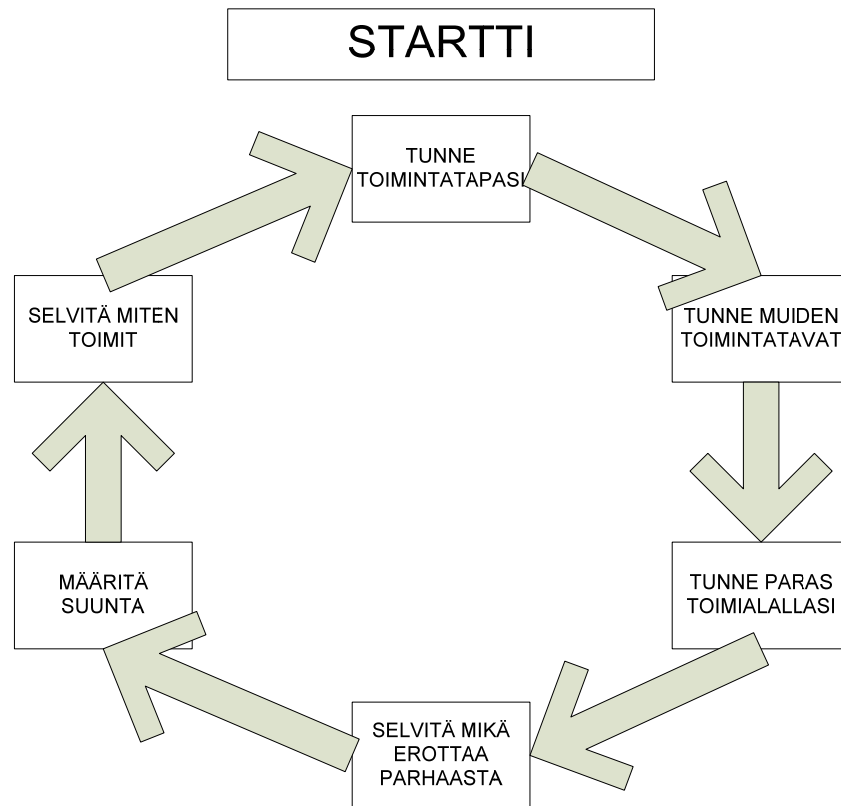 STARTTI
TUNNE
TOIMINTATAPASI
TUNNE MUIDEN
TOIMINTATAVAT
TUNNE PARAS
TOIMIALALLASI
SELVITÄ MIKÄ
EROTTAA
PARHAASTA
MÄÄRITÄ
SUUNTA
SELVITÄ MITEN
TOIMIT